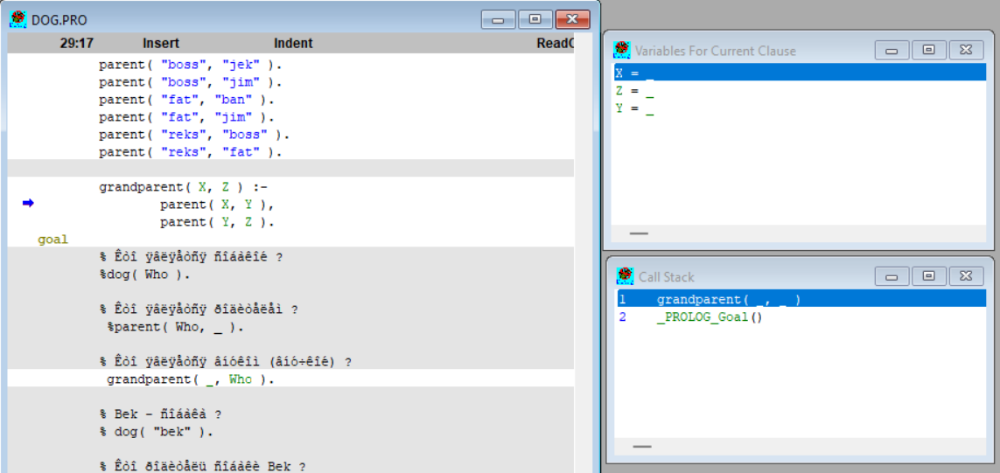 DOG.PRO
29:17 Insert Indent ReadO
parent( "boss", "jek" ).
parent( "boss", "jim" ).
parent( "fat", "ban" ).
parent( "fat", "jim" ).
parent( "reks", "boss" ).
parent( "reks", "fat" ).
grandparent( X, Z ) :-
parent( X, Y ),
parent( Y, Z ).
goal
% Êòî ÿâëÿåòñÿ ñîáàêîé ?
%dog( Who ).
% Êòî ÿâëÿåòñÿ ðîäèòåëåì ?
%parent( Who, _ ).
% Êòî ÿâëÿåòñÿ âíóêîì (âíó÷êîé) ?
grandparent( _, Who ).
% Bek - ñîáàêà ?
% dog( "bek" ).
% Êòî ðîäèòåëü ñîáàêè Bek ?
Variables For Current Clause
X = _
Z = _
Y = _
Call Stack
1 grandparent( _, _ )
2 _PROLOG_Goal()